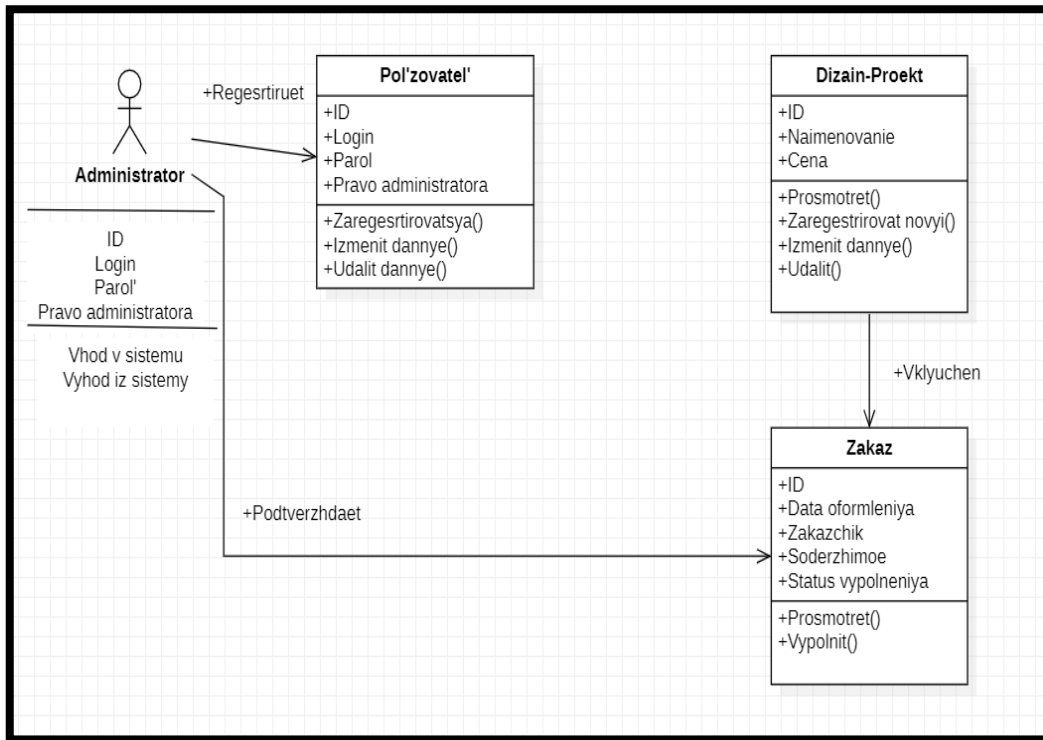 +Regesrtiruet
Administrator
ID
Login
Parol'
Pravo administratora
Vhod v sistemu
Vyhod iz sistemy
Pol'zovatel'
+ID
+Login
+Parol
+Pravo administratora
+Zaregesrtirovatsya()
+Izmenit dannye()
+Udalit dannye()
Dizain-Proekt
+ID
+Naimenovanie
+Cena
+Prosmotret()
+Zaregestrirovat novyi()
+Izmenit dannye()
+Udalit()
+Vklyuchen
+Podtverzhdaet
Zakaz
+ID
+Data oformleniya
+Zakazchik
+Soderzhimoe
+Status vypolneniya
+Prosmotret()
+Vypolnit()